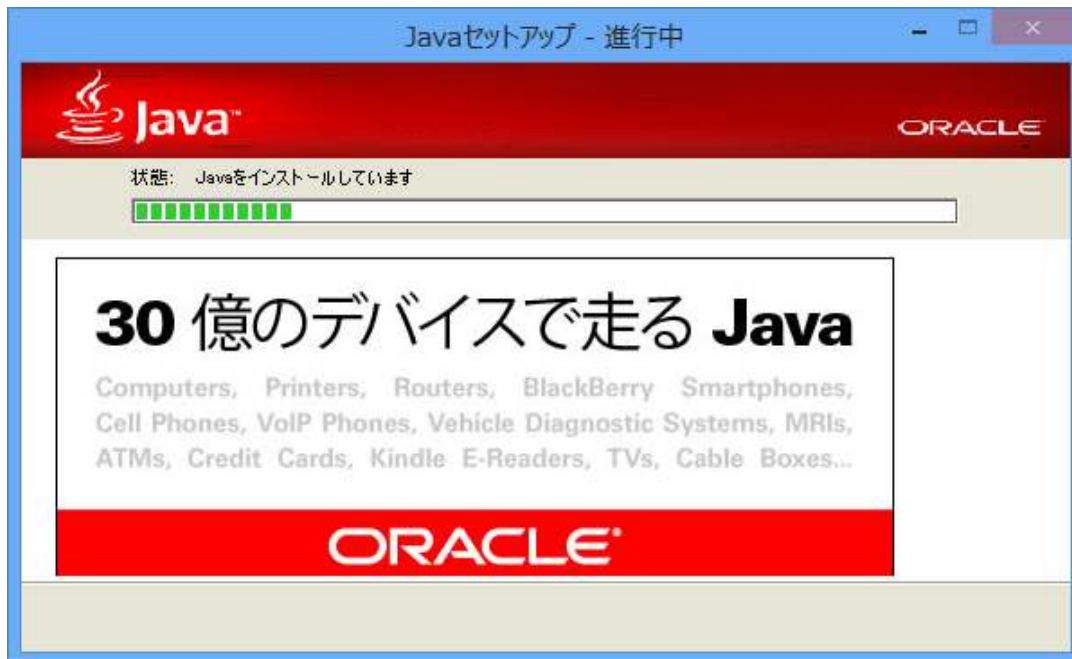 Javaセットアップ - 進行中
Java™
ORACLE
状態: Javaをインストールしています
30 億のデバイスで走る Java
Computers, Printers, Routers, BlackBerry Smartphones,
Cell Phones, VoIP Phones, Vehicle Diagnostic Systems, MRIs,
ATMs, Credit Cards, Kindle E-Readers, TVs, Cable Boxes...
ORACLE®